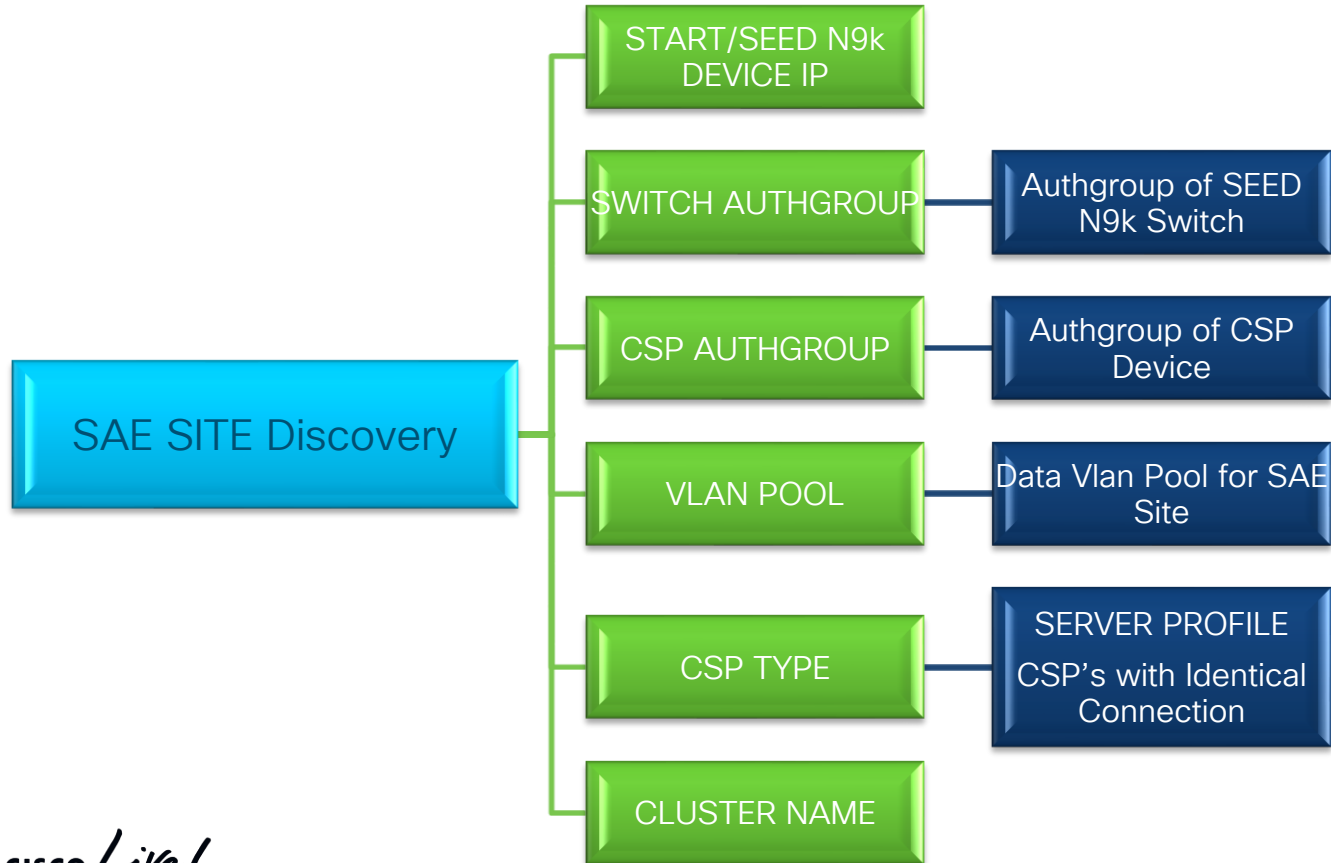 START/SEED N9k
DEVICE IP
SWITCH AUTHGROUP
Authgroup of SEED
N9k Switch
CSP AUTHGROUP
Authgroup of CSP
Device
SAE SITE Discovery
VLAN POOL
Data Vlan Pool for SAE
Site
CSP TYPE
SERVER PROFILE
CSP's with Identical
Connection
CLUSTER NAME
CISCO Live!